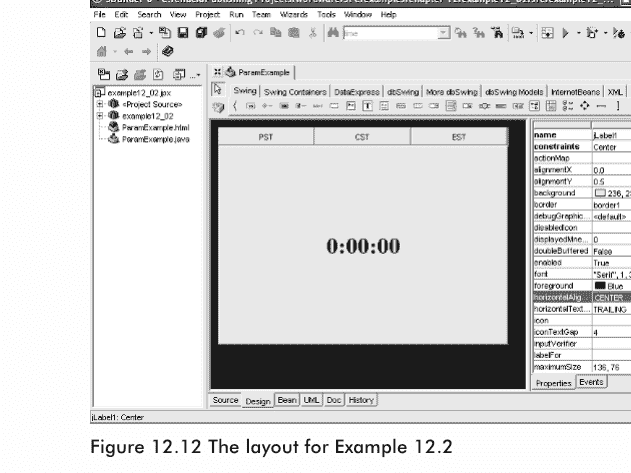 File Edit Search View Project Run Team Wizards Tools Window Help
ParamExample
example12_02.jpx
<Project Source>
example12_02
ParamExample.html
ParamExample.java
Swing Swing Containers DataExpress dbSwing More dbSwing dbSwing Models InternetBeans XML
PST CST EST
0:00:00
name jLabel1
constraints Center
actionMap
alignmentX 0.0
alignmentY 0.5
background 236, 2
border border1
debugGraphic... <default>
disabledIcon
displayedMne... 0
doubleBuffered False
enabled True
font "Serif", 1, 3
foreground Blue
horizontalAlig... CENTER
horizontalText... TRAILING
icon
iconTextGap 4
inputVerifier
labelFor
maximumSize 136, 76
Properties Events
Source Design Bean UML Doc History
jLabel1: Center
Figure 12.12 The layout for Example 12.2